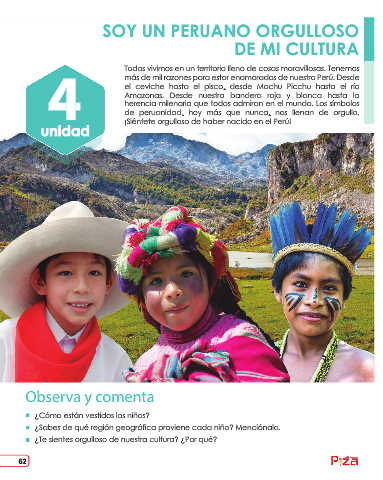 SOY UN PERUANO ORGULLOSO
DE MI CULTURA
4
unidad
Todos vivimos en un territorio lleno de cosas maravillosas. Tenemos
más de mil razones para estar enamorados de nuestro Perú. Desde
el ceviche hasta el pisco, desde Machu Picchu hasta el río
Amazonas. Desde nuestra bandera roja y blanca hasta la
herencia milenaria que todos admiran en el mundo. Los símbolos
de peruanidad, hoy más que nunca, nos llenan de orgullo.
¡Siéntete orgulloso de haber nacido en el Perú!
Observa y comenta
¿Cómo están vestidos los niños?
¿Sabes de qué región geográfica proviene cada niño? Menciónalo.
¿Te sientes orgulloso de nuestra cultura? ¿Por qué?
62
Piza